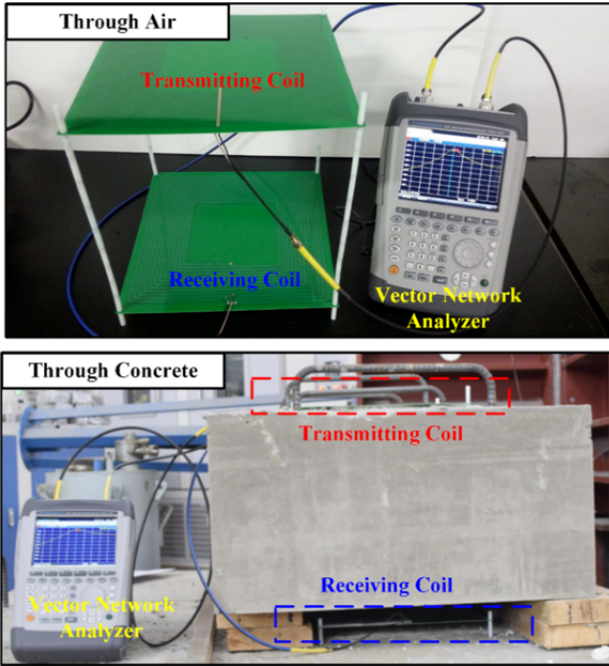 Through Air
Transmitting Coil
Receiving Coil
Vector Network
Analyzer
Through Concrete
Transmitting Coil
Receiving Coil
Vector Network
Analyzer